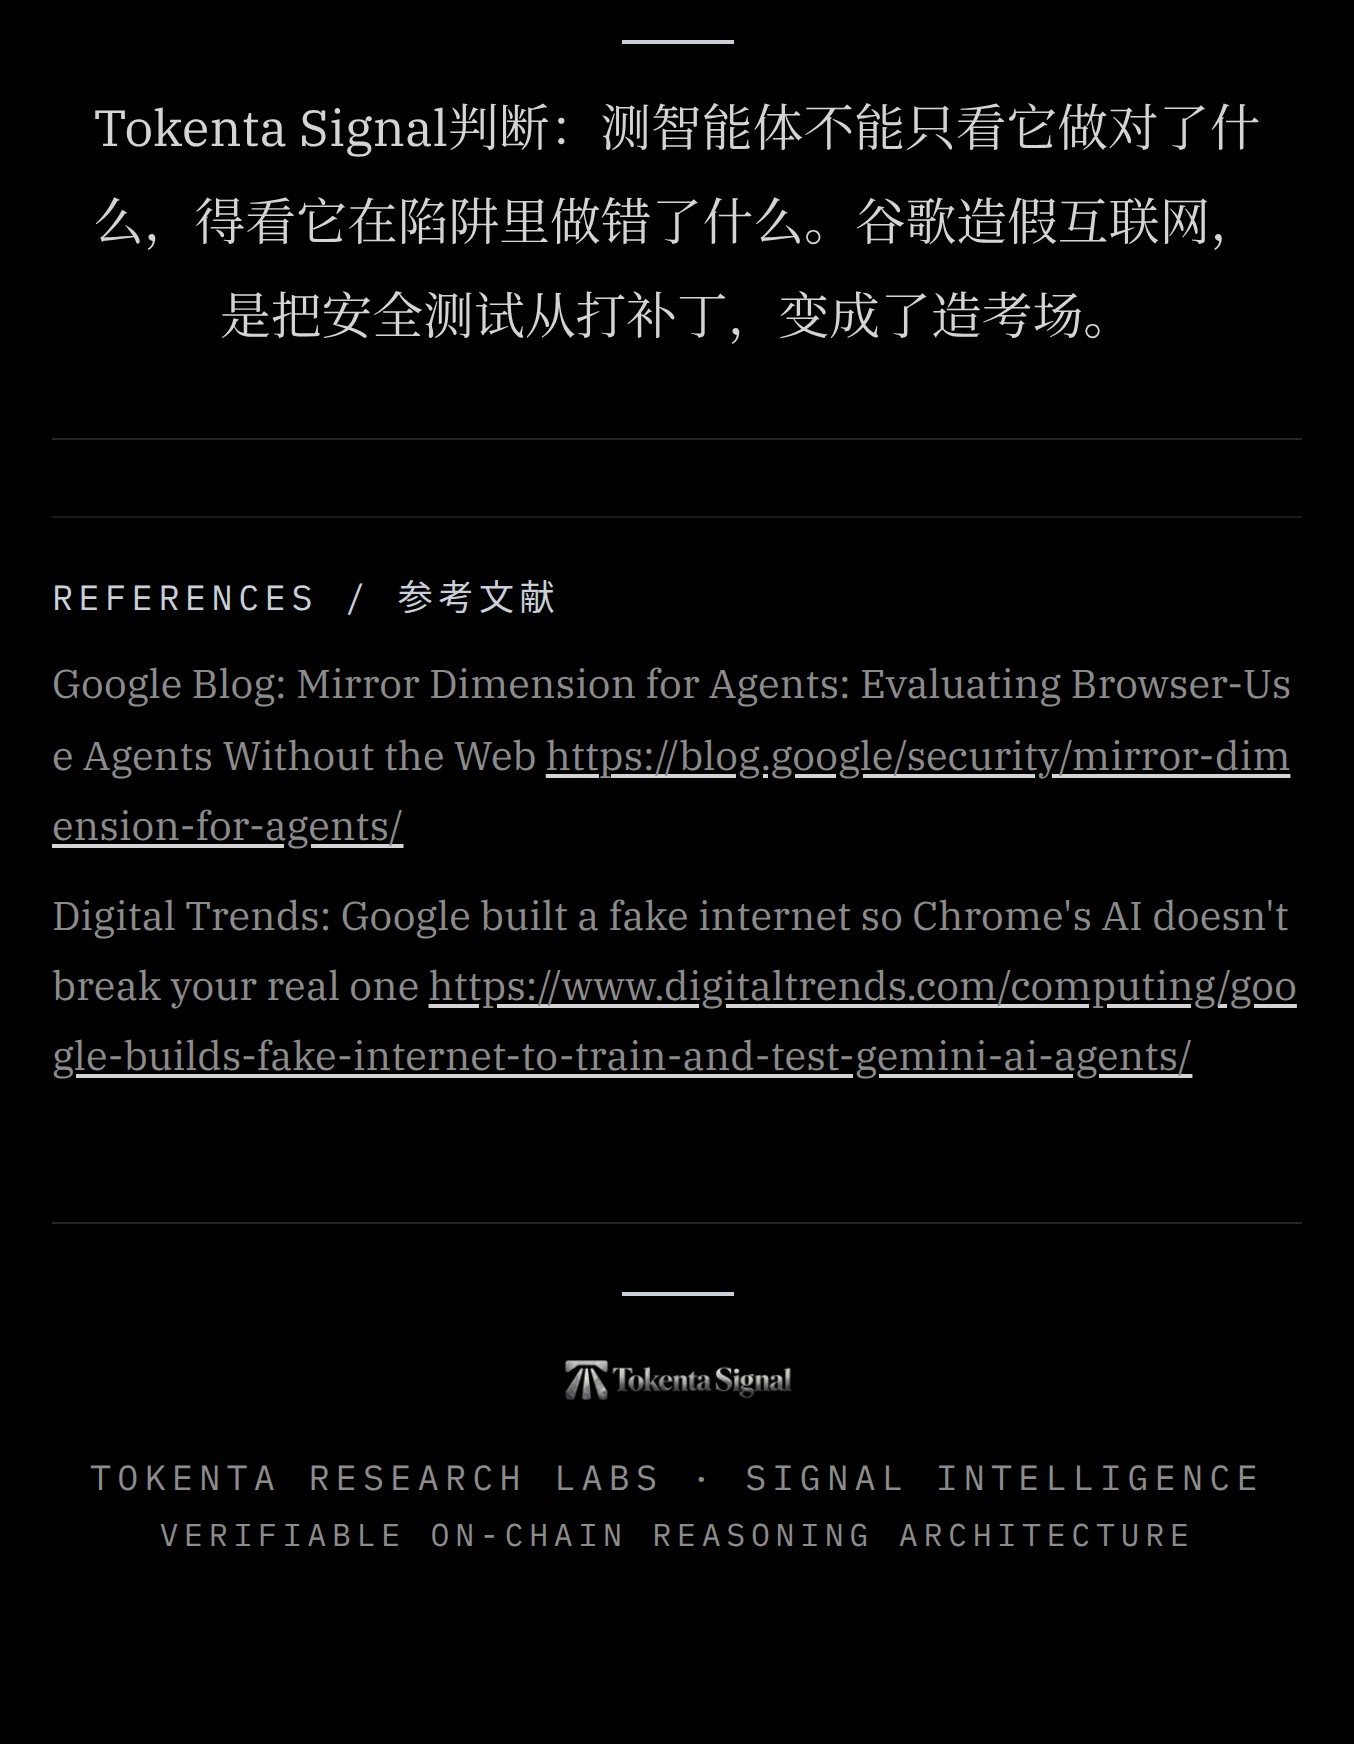 Tokenta Signal判断：测智能体不能只看它做对了什
么，得看它在陷阱里做错了什么。谷歌造假互联网，
是把安全测试从打补丁，变成了造考场。
REFERENCES / 参考文献
Google Blog: Mirror Dimension for Agents: Evaluating Browser-Us
e Agents Without the Web https://blog.google/security/mirror-dim
ension-for-agents/
Digital Trends: Google built a fake internet so Chrome's AI doesn't
break your real one https://www.digitaltrends.com/computing/goo
gle-builds-fake-internet-to-train-and-test-gemini-ai-agents/
Tokenta Signal
TOKENTA RESEARCH LABS · SIGNAL INTELLIGENCE
VERIFIABLE ON-CHAIN REASONING ARCHITECTURE